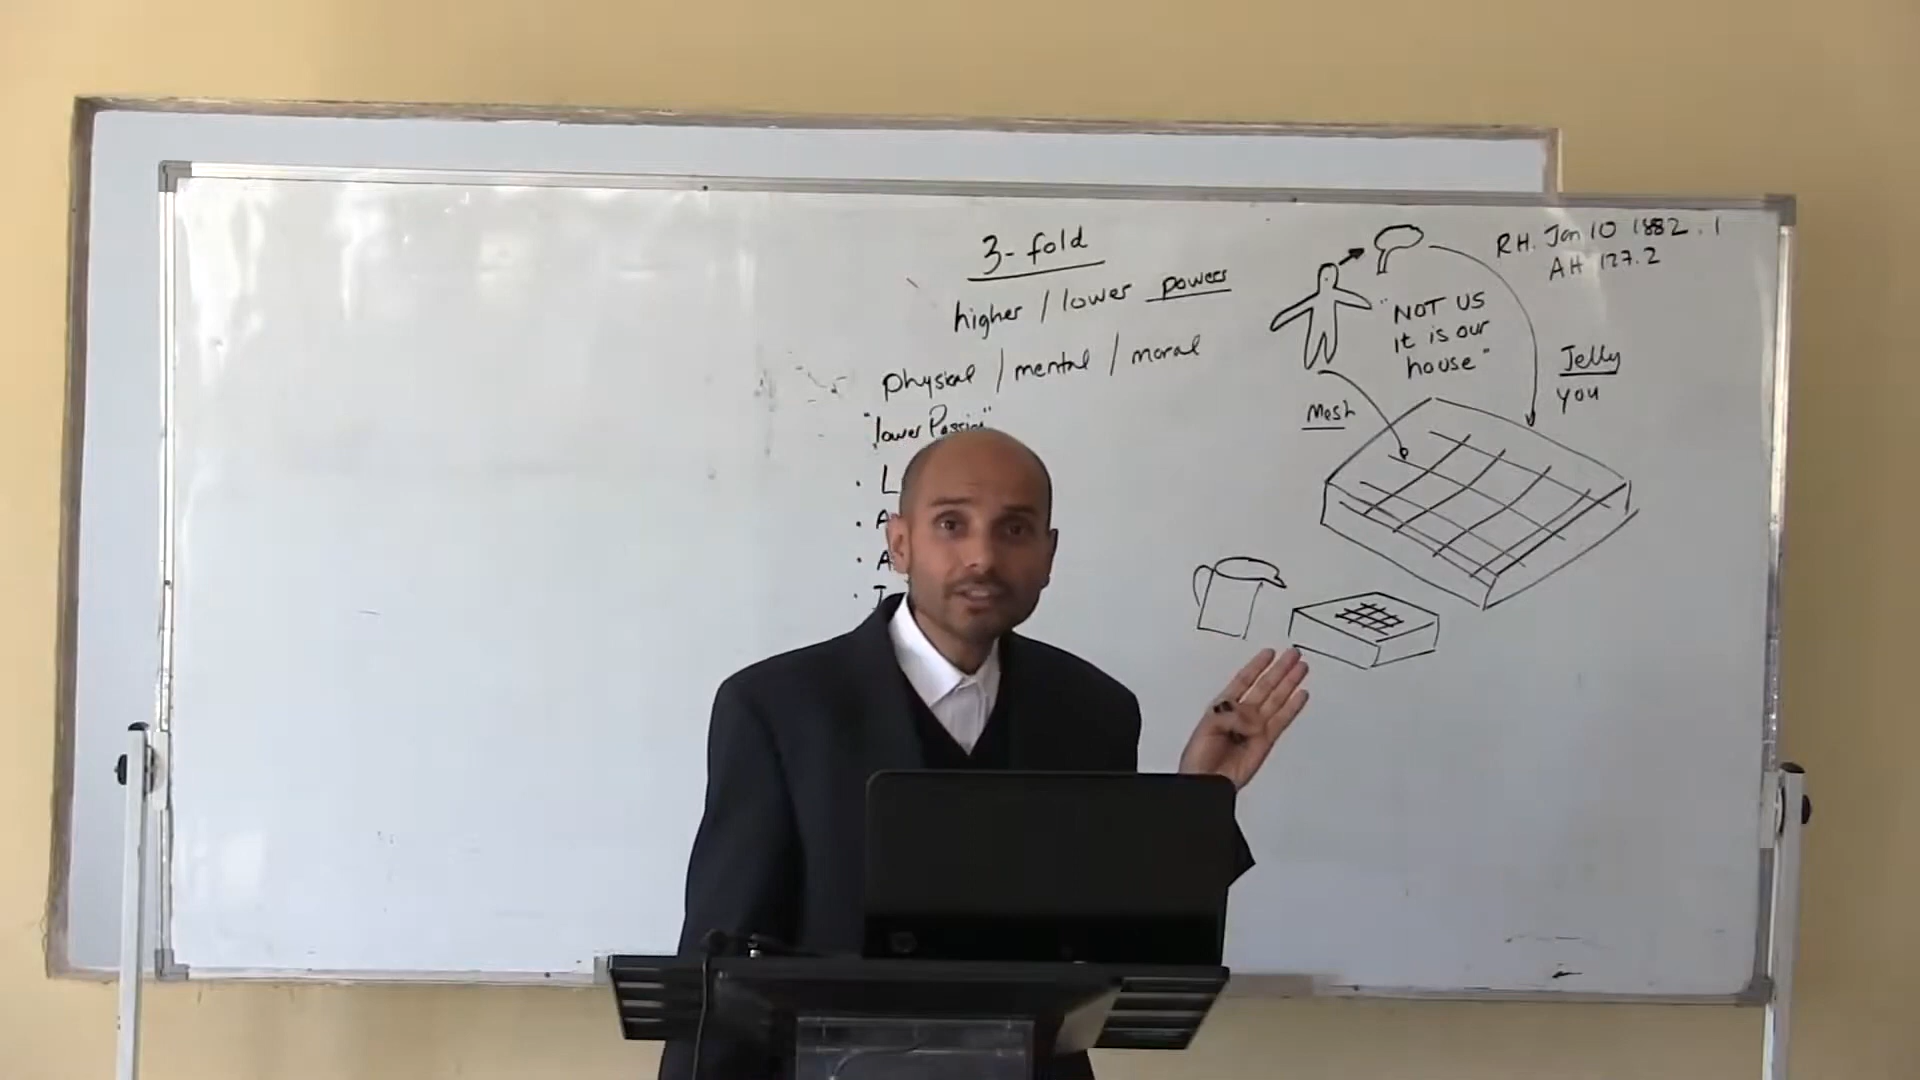 3-fold
higher / lower powers
physical / mental / moral
"lower Passion"
· L
· A
· A
· I
RH. Jan 10 1882.1
AH 127.2
"NOT US
it is our
house"
Jelly
you
Mesh